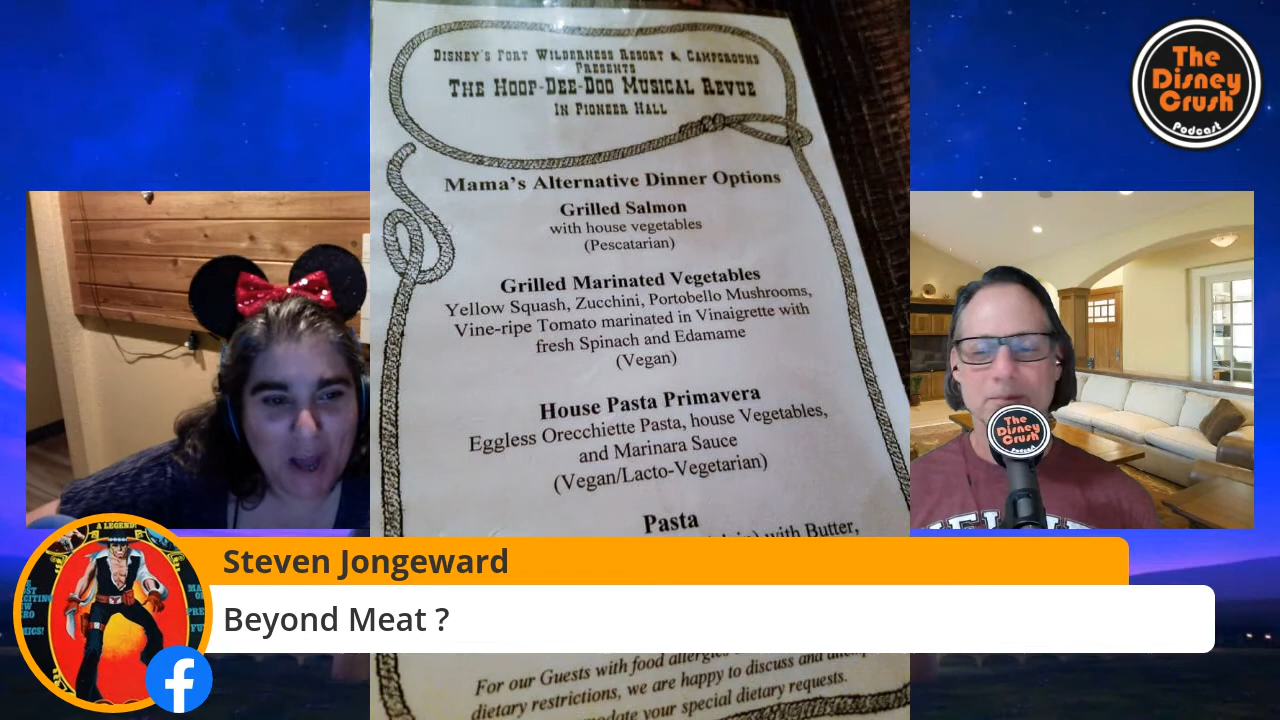 DISNEY'S FORT WILDERNESS RESORT & CAMPGROUND
PRESENTS
THE HOOP-DEE-DOO MUSICAL REVUE
IN PIONEER HALL
Mama's Alternative Dinner Options
Grilled Salmon
with house vegetables
(Pescatarian)
Grilled Marinated Vegetables
Yellow Squash, Zucchini, Portobello Mushrooms,
Vine-ripe Tomato marinated in Vinaigrette with
fresh Spinach and Edamame
(Vegan)
House Pasta Primavera
Eggless Orecchiette Pasta, house Vegetables,
and Marinara Sauce
(Vegan/Lacto-Vegetarian)
Pasta
with Butter,
For our Guests with food
dietary restrictions, we are happy to discuss and
your special dietary requests.
The
Disney
Crush
Podcast
The
Disney
Crush
Podcast
A LEGEND!
Steven Jongeward
Beyond Meat ?